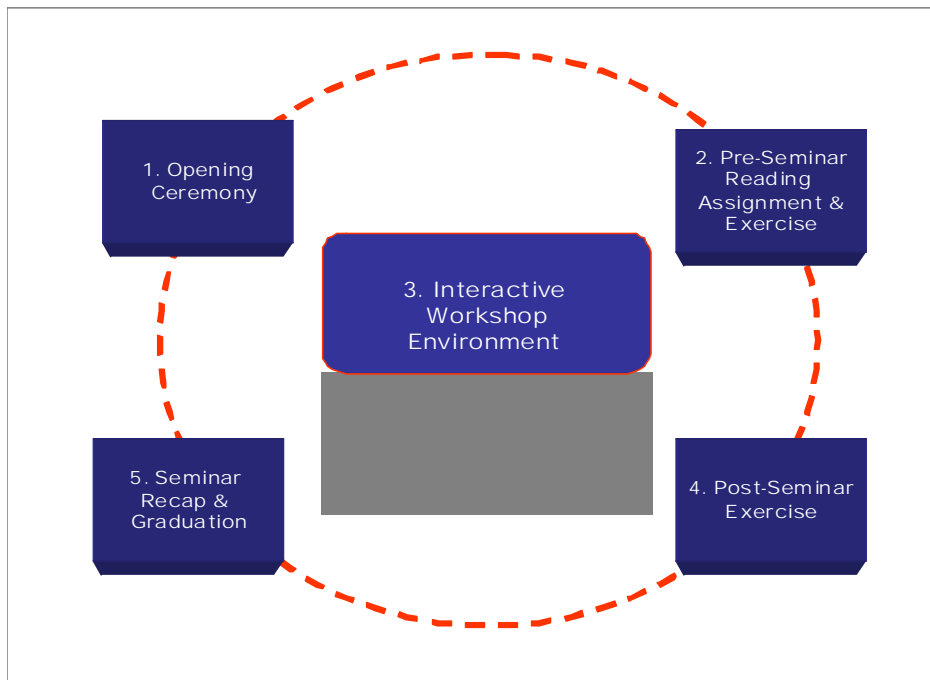 1. Opening
Ceremony
2. Pre-Seminar
Reading
Assignment &
Exercise
3. Interactive
Workshop
Environment
4. Post-Seminar
Exercise
5. Seminar
Recap &
Graduation